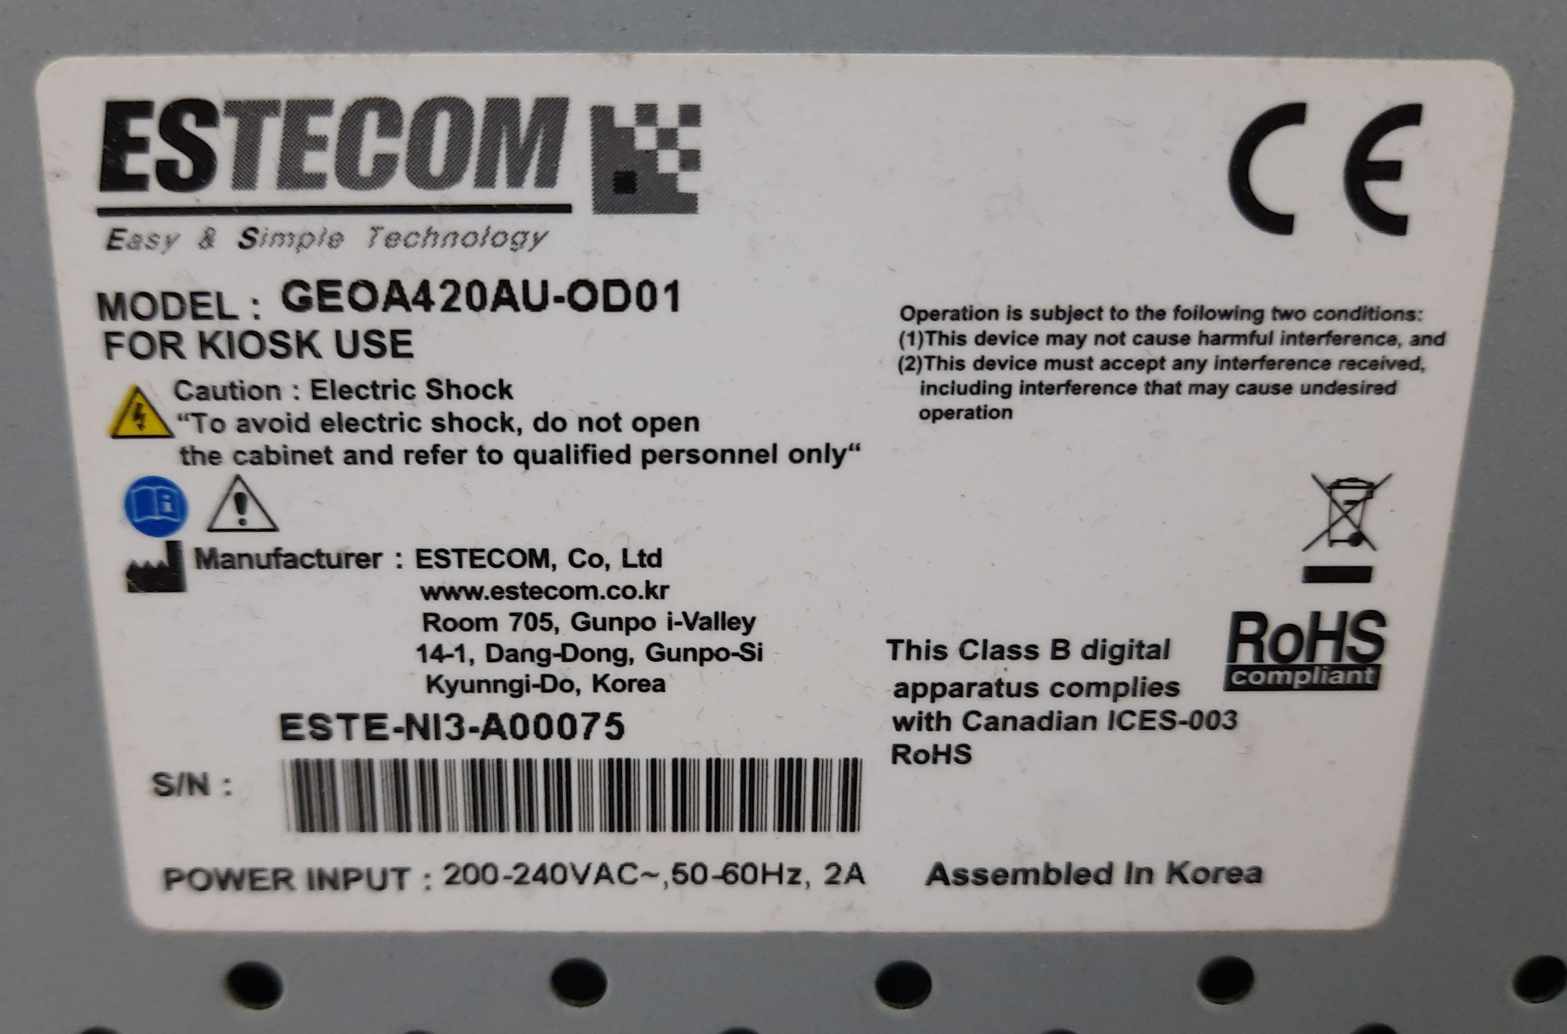 ESTECOM
Easy & Simple Technology
MODEL : GEOA420AU-OD01
FOR KIOSK USE
Caution : Electric Shock
“To avoid electric shock, do not open
the cabinet and refer to qualified personnel only“
Manufacturer : ESTECOM, Co, Ltd
www.estecom.co.kr
Room 705, Gunpo i-Valley
14-1, Dang-Dong, Gunpo-Si
Kyunngi-Do, Korea
ESTE-NI3-A00075
S/N :
POWER INPUT : 200-240VAC~,50-60Hz, 2A
CE
Operation is subject to the following two conditions:
(1)This device may not cause harmful interference, and
(2)This device must accept any interference received,
including interference that may cause undesired
operation
RoHS
compliant
This Class B digital
apparatus complies
with Canadian ICES-003
RoHS
Assembled In Korea